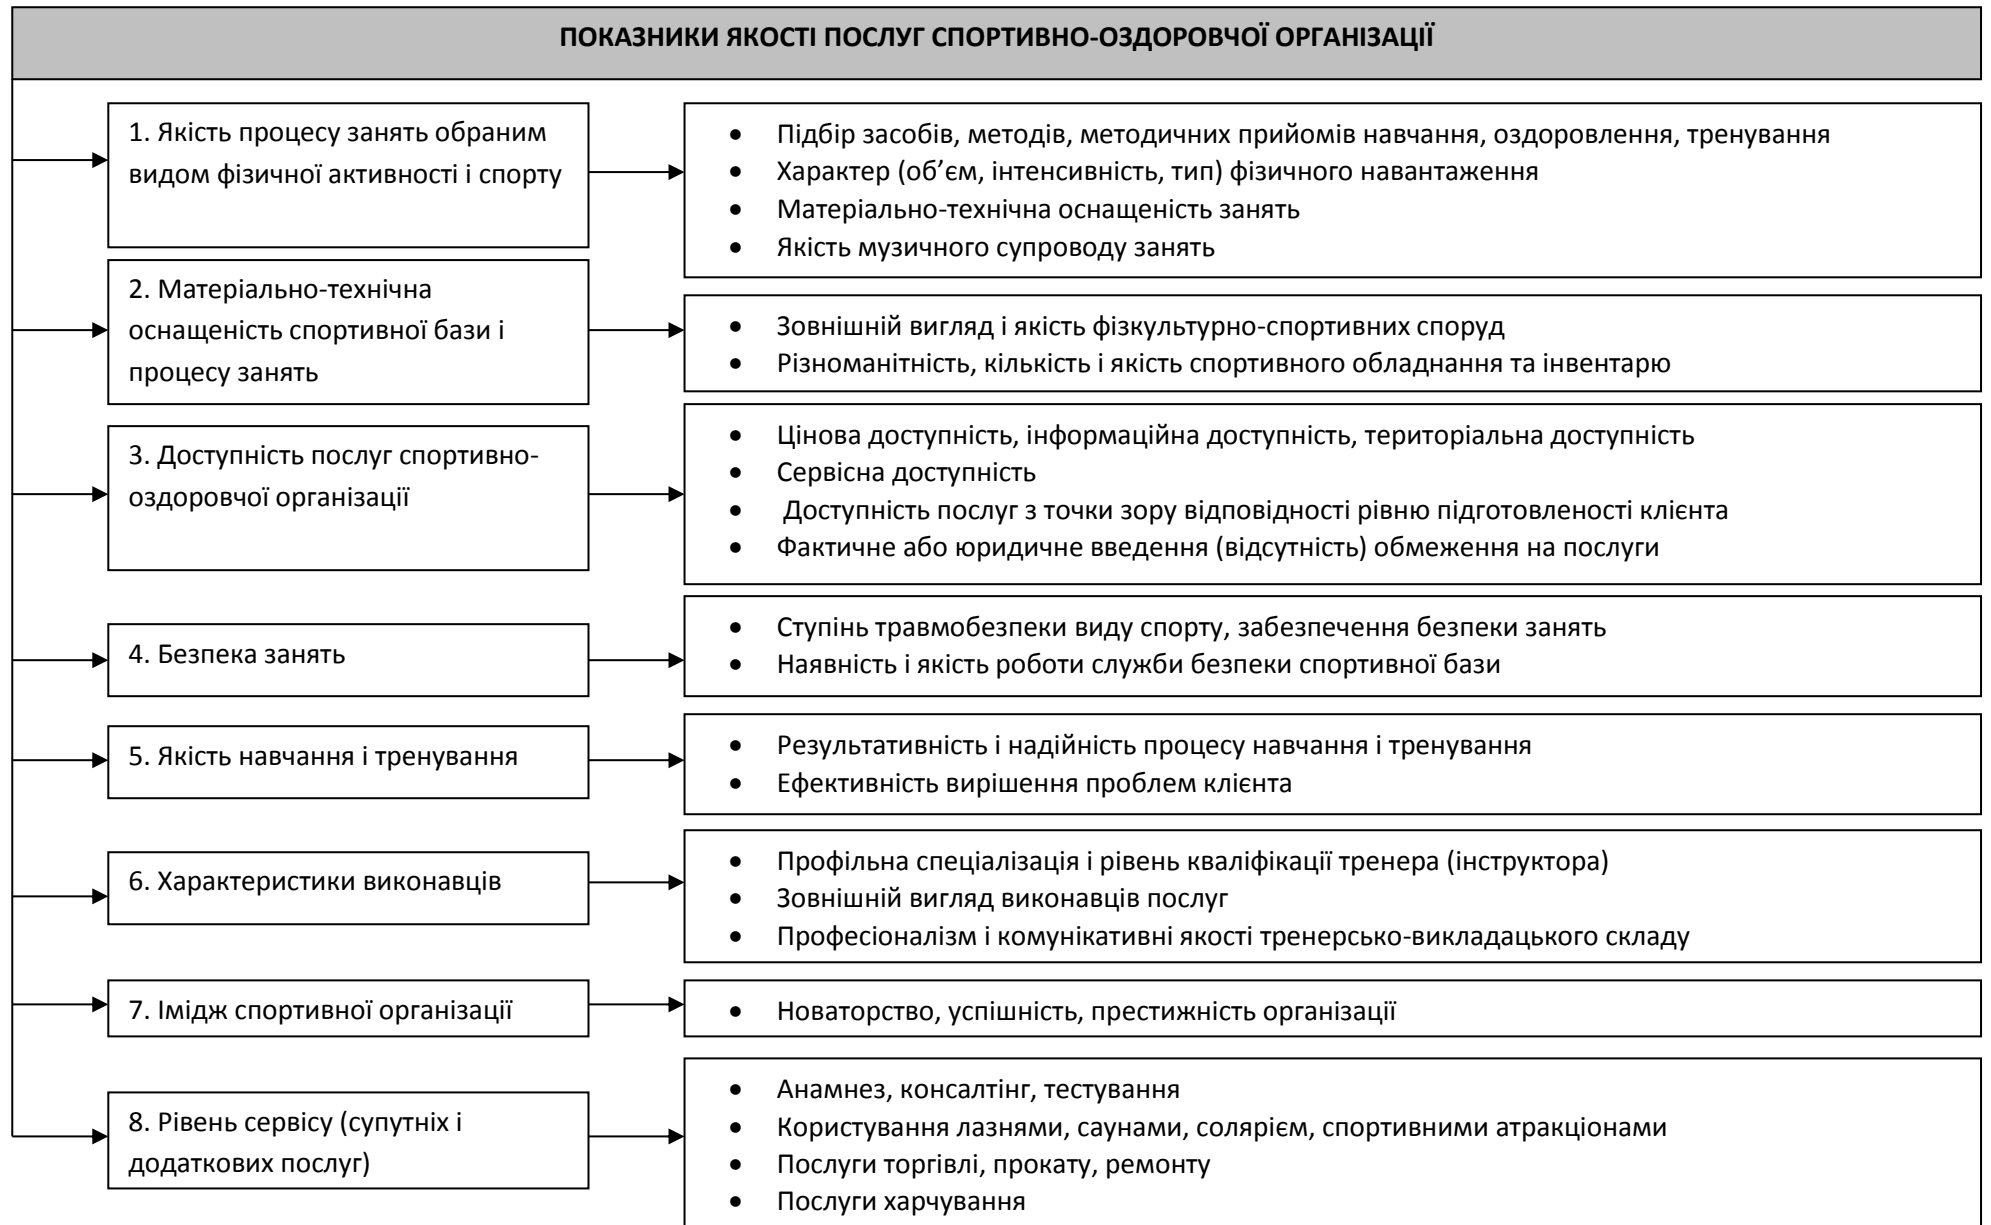 ПОКАЗНИКИ ЯКОСТІ ПОСЛУГ СПОРТИВНО-ОЗДОРОВЧОЇ ОРГАНІЗАЦІЇ
1. Якість процесу занять обраним
видом фізичної активності і спорту
• Підбір засобів, методів, методичних прийомів навчання, оздоровлення, тренування
• Характер (об’єм, інтенсивність, тип) фізичного навантаження
• Матеріально-технічна оснащеність занять
• Якість музичного супроводу занять
2. Матеріально-технічна
оснащеність спортивної бази і
процесу занять
• Зовнішній вигляд і якість фізкультурно-спортивних споруд
• Різноманітність, кількість і якість спортивного обладнання та інвентарю
3. Доступність послуг спортивно-
оздоровчої організації
• Цінова доступність, інформаційна доступність, територіальна доступність
• Сервісна доступність
• Доступність послуг з точки зору відповідності рівню підготовленості клієнта
• Фактичне або юридичне введення (відсутність) обмеження на послуги
4. Безпека занять
• Ступінь травмобезпеки виду спорту, забезпечення безпеки занять
• Наявність і якість роботи служби безпеки спортивної бази
5. Якість навчання і тренування
• Результативність і надійність процесу навчання і тренування
• Ефективність вирішення проблем клієнта
6. Характеристики виконавців
• Профільна спеціалізація і рівень кваліфікації тренера (інструктора)
• Зовнішній вигляд виконавців послуг
• Професіоналізм і комунікативні якості тренерсько-викладацького складу
7. Імідж спортивної організації
• Новаторство, успішність, престижність організації
8. Рівень сервісу (супутніх і
додаткових послуг)
• Анамнез, консалтінг, тестування
• Користування лазнями, саунами, солярієм, спортивними атракціонами
• Послуги торгівлі, прокату, ремонту
• Послуги харчування